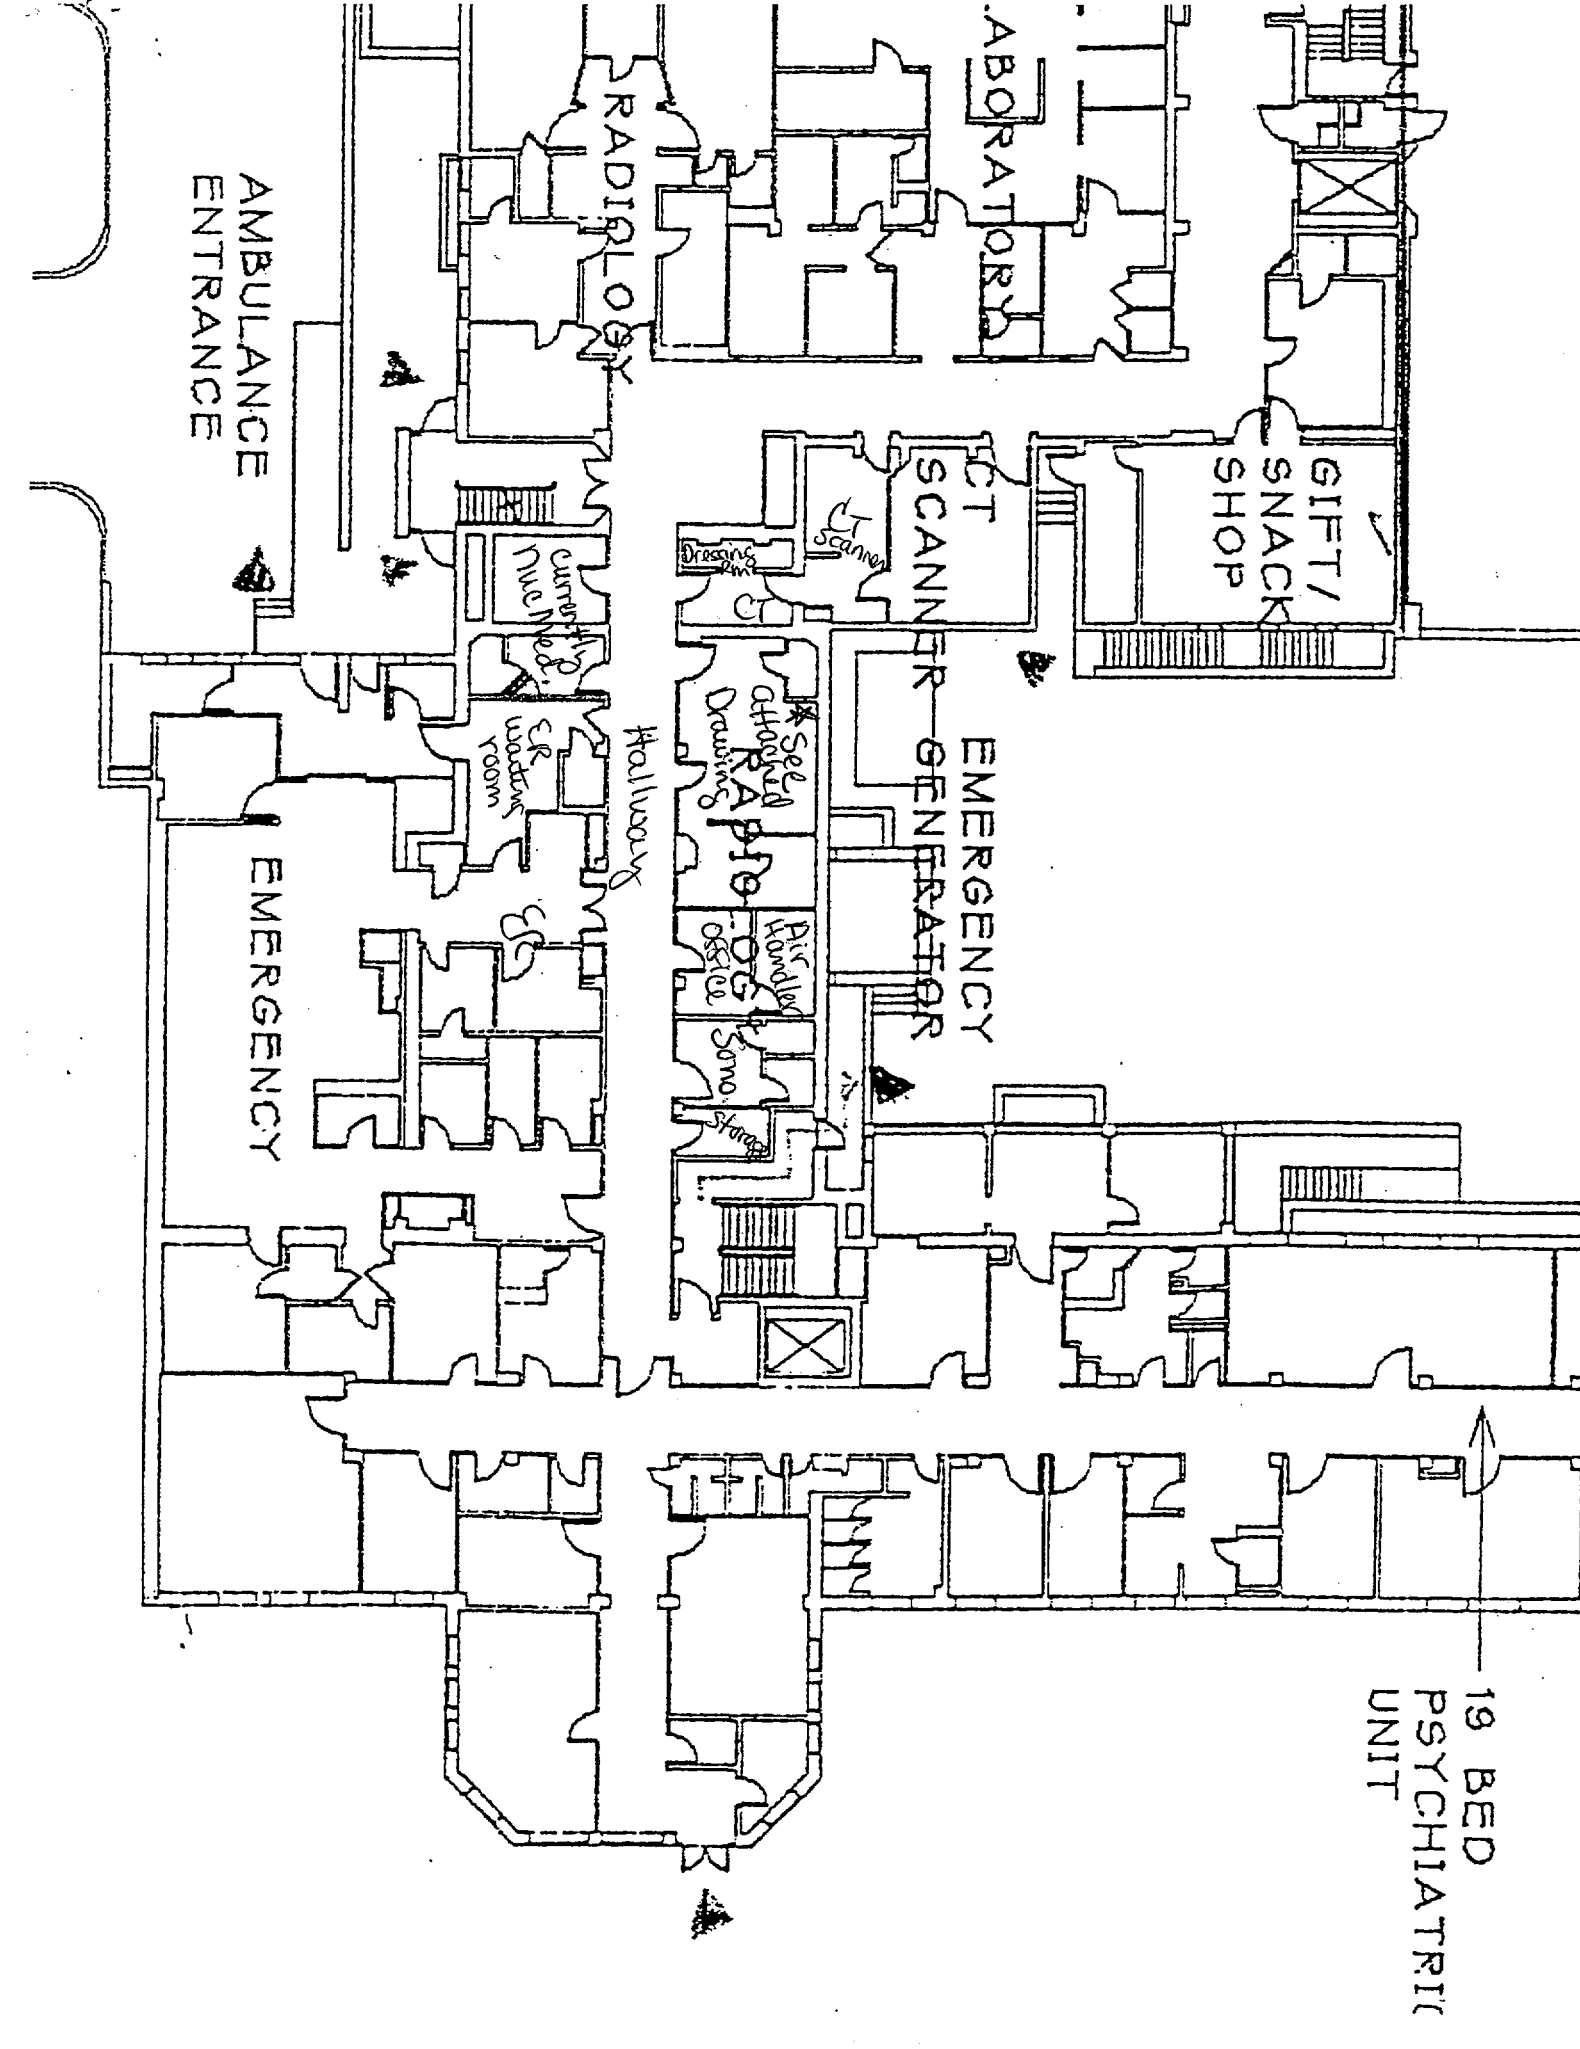 RADIOLOGY
LABORATORY
AMBULANCE
ENTRANCE
GIFT/
SNACK
SHOP
CT
SCANNER
EMERGENCY
GENERATOR
CT
Scanner
Dressing
Rm
CT
Currently
Nuc Med.
*See
attached
Drawing
ER
waiting
room
Hallway
RADIOLOGY
EMERGENCY
ER
Air
Handler
office
Sono
Storage
19 BED
PSYCHIATRIC
UNIT